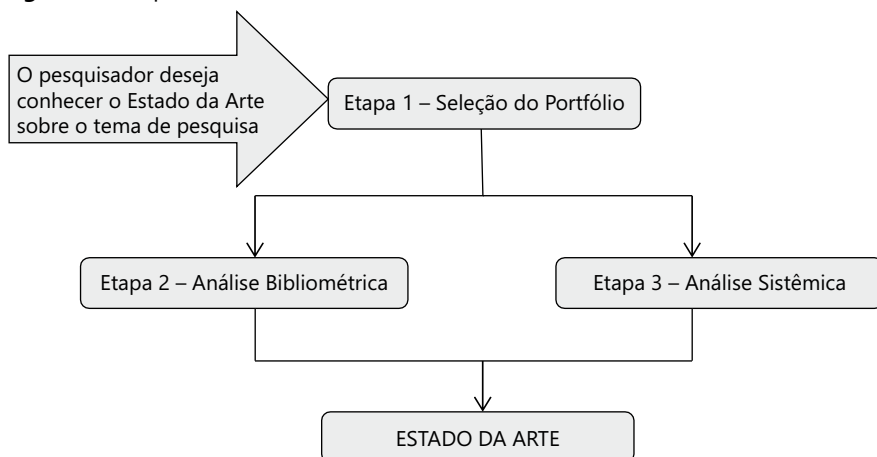 O pesquisador deseja
conhecer o Estado da Arte
sobre o tema de pesquisa
Etapa 1 – Seleção do Portfólio
Etapa 2 – Análise Bibliométrica
Etapa 3 – Análise Sistêmica
ESTADO DA ARTE